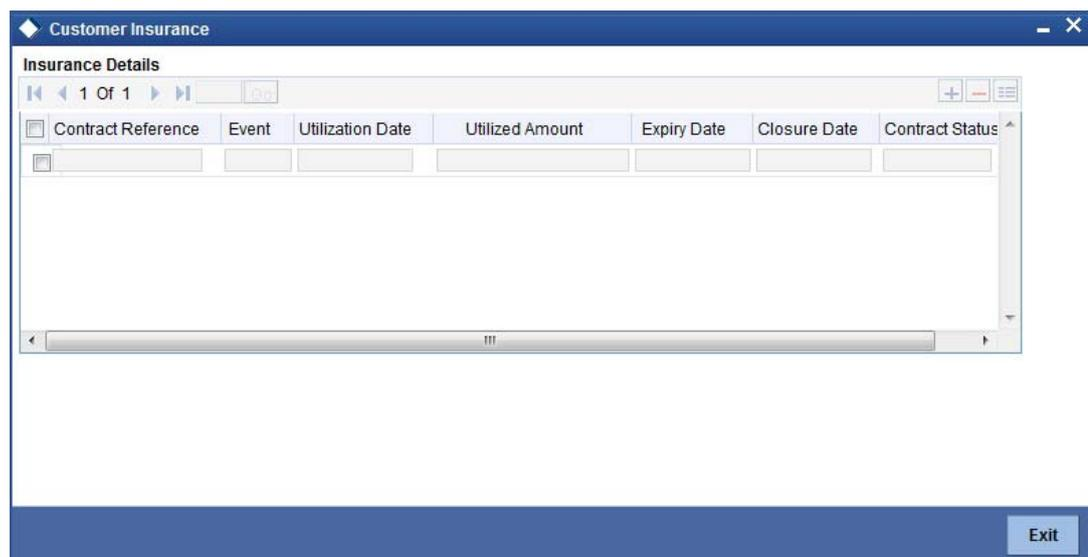 Customer Insurance
Insurance Details
1 Of 1 Go
Contract Reference Event Utilization Date Utilized Amount Expiry Date Closure Date Contract Status
Exit